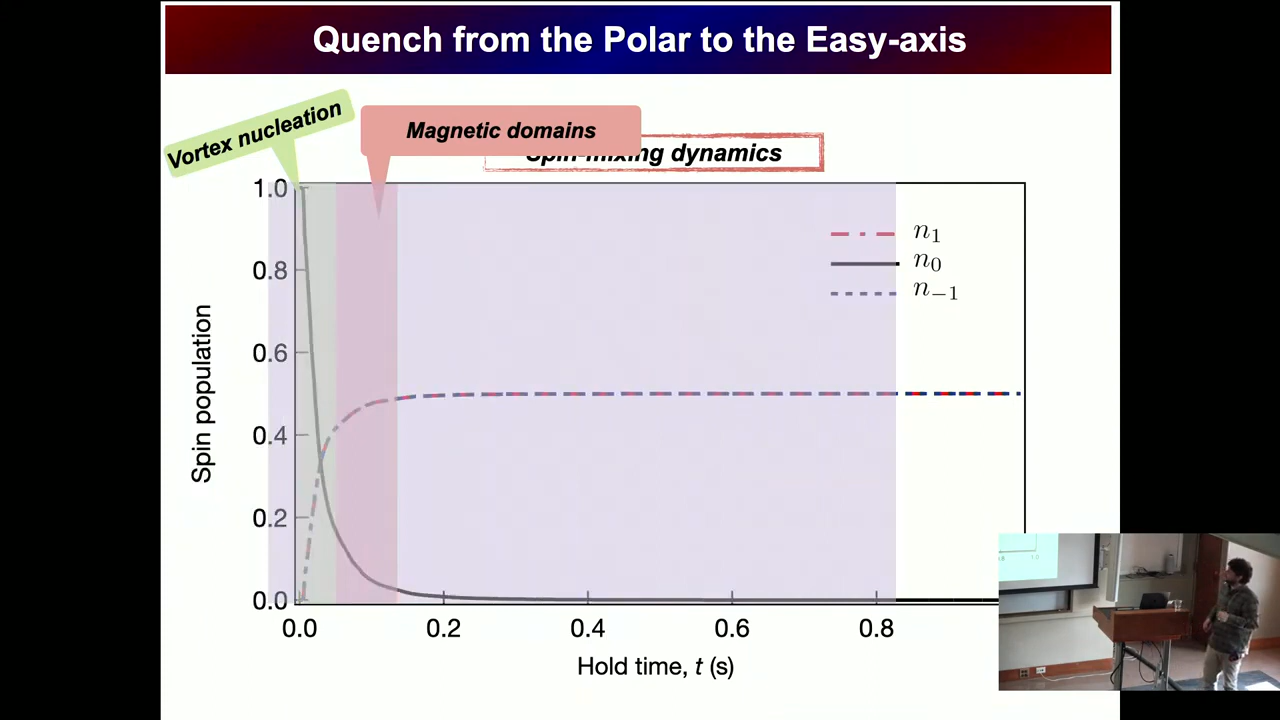 Quench from the Polar to the Easy-axis
Vortex nucleation
Magnetic domains
Spin-mixing dynamics
1.0
0.8
0.6
0.4
0.2
0.0
Spin population
n₁
n₀
n₋₁
0.0 0.2 0.4 0.6 0.8
Hold time, t (s)